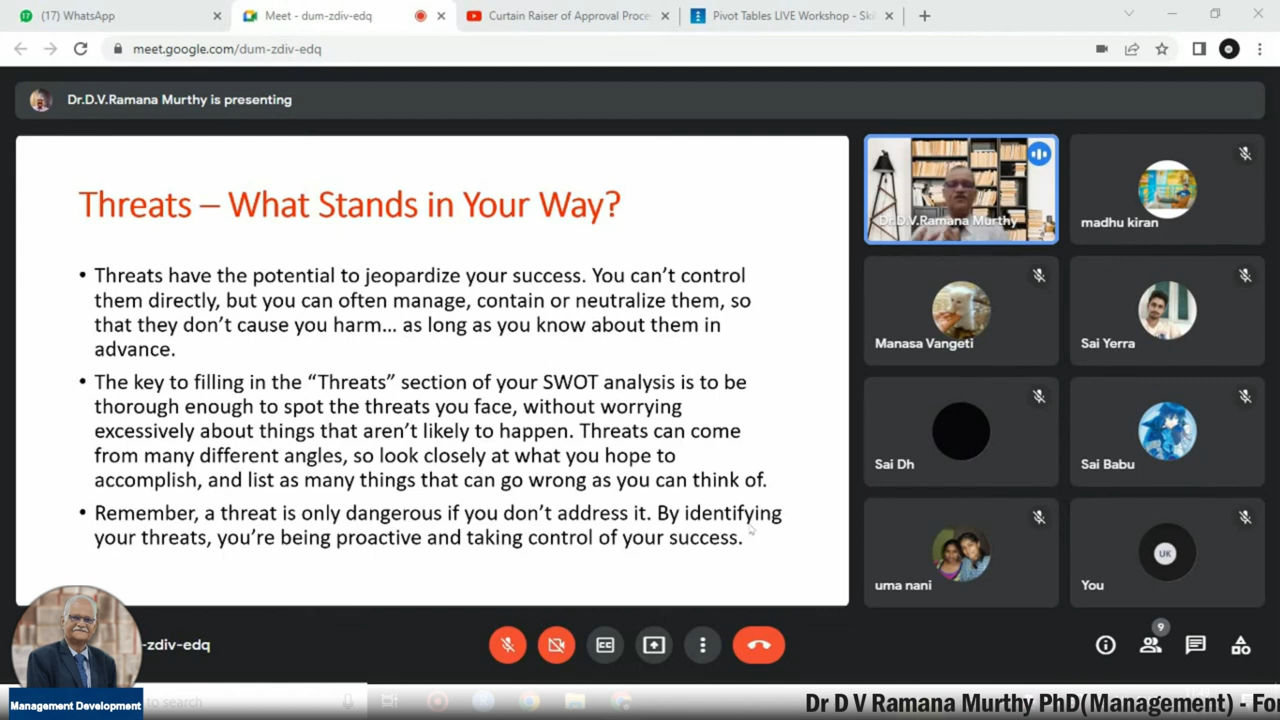 (17) WhatsApp
Meet - dum-zdiv-edq
Curtain Raiser of Approval Proce
Pivot Tables LIVE Workshop - Ski
meet.google.com/dum-zdiv-edq
Dr.D.V.Ramana Murthy is presenting
Threats – What Stands in Your Way?
• Threats have the potential to jeopardize your success. You can’t control
them directly, but you can often manage, contain or neutralize them, so
that they don’t cause you harm… as long as you know about them in
advance.
• The key to filling in the “Threats” section of your SWOT analysis is to be
thorough enough to spot the threats you face, without worrying
excessively about things that aren’t likely to happen. Threats can come
from many different angles, so look closely at what you hope to
accomplish, and list as many things that can go wrong as you can think of.
• Remember, a threat is only dangerous if you don’t address it. By identifying
your threats, you’re being proactive and taking control of your success.
Dr.D.V.Ramana Murthy
madhu kiran
Manasa Vangeti
Sai Yerra
Sai Dh
Sai Babu
uma nani
UK
You
-zdiv-edq
CC
9
to search
Management Development
Dr D V Ramana Murthy PhD(Management) - Fo